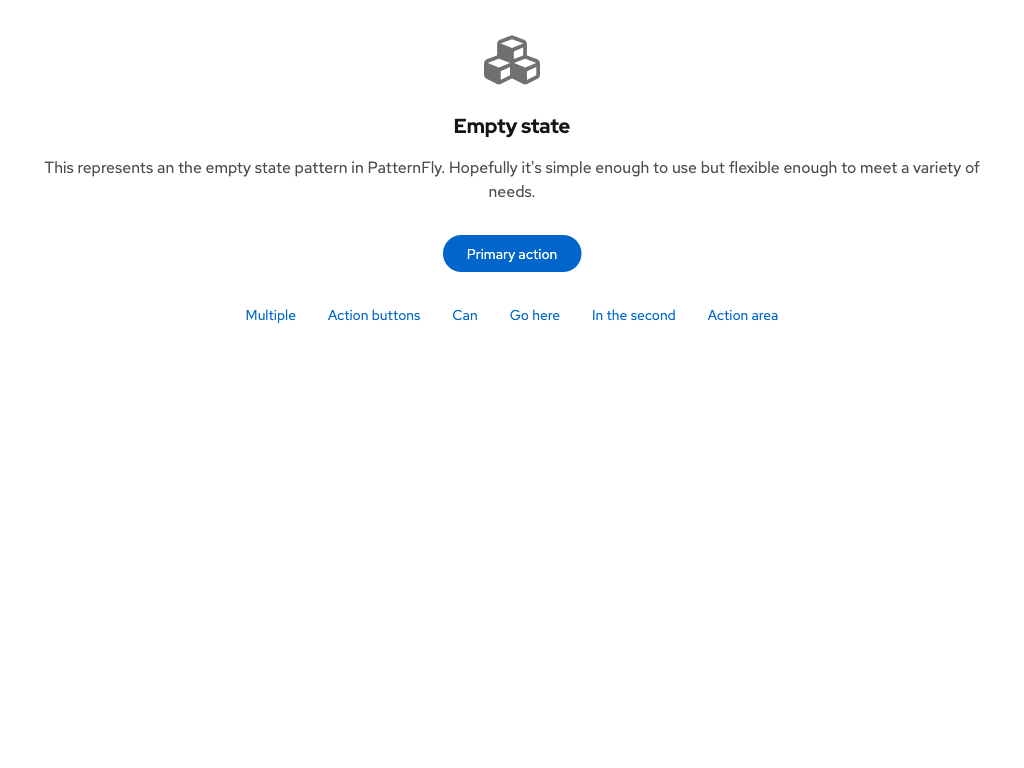 Empty state
This represents an the empty state pattern in PatternFly. Hopefully it's simple enough to use but flexible enough to meet a variety of
needs.
Primary action
Multiple Action buttons Can Go here In the second Action area